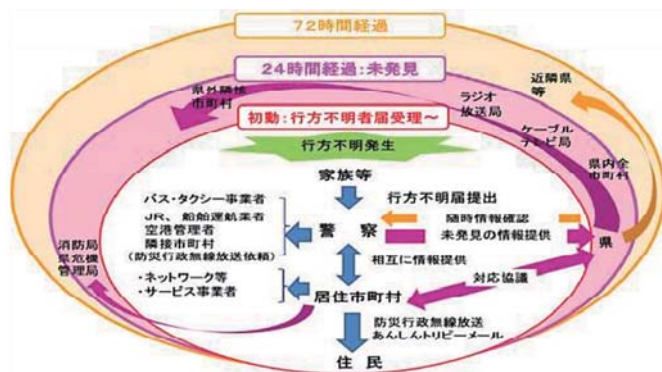 72時間経過
24時間経過:未発見
近隣県
等
県外隣接
市町村
ラジオ
放送局
ケーブル
テレビ局
初動:行方不明者届受理~
県内全
市町村
行方不明発生
家族等
バス・タクシー事業者
JR、船舶運航業者
空港管理者
隣接市町村
(防災行政無線放送依頼)
行方不明届提出
随時情報確認
警 察
未発見の情報提供
県
消防局
県危機
管理局
相互に情報提供
・ネットワーク等
・サービス事業者
対応協議
居住市町村
防災行政無線放送
あんしんトリピーメール
住 民